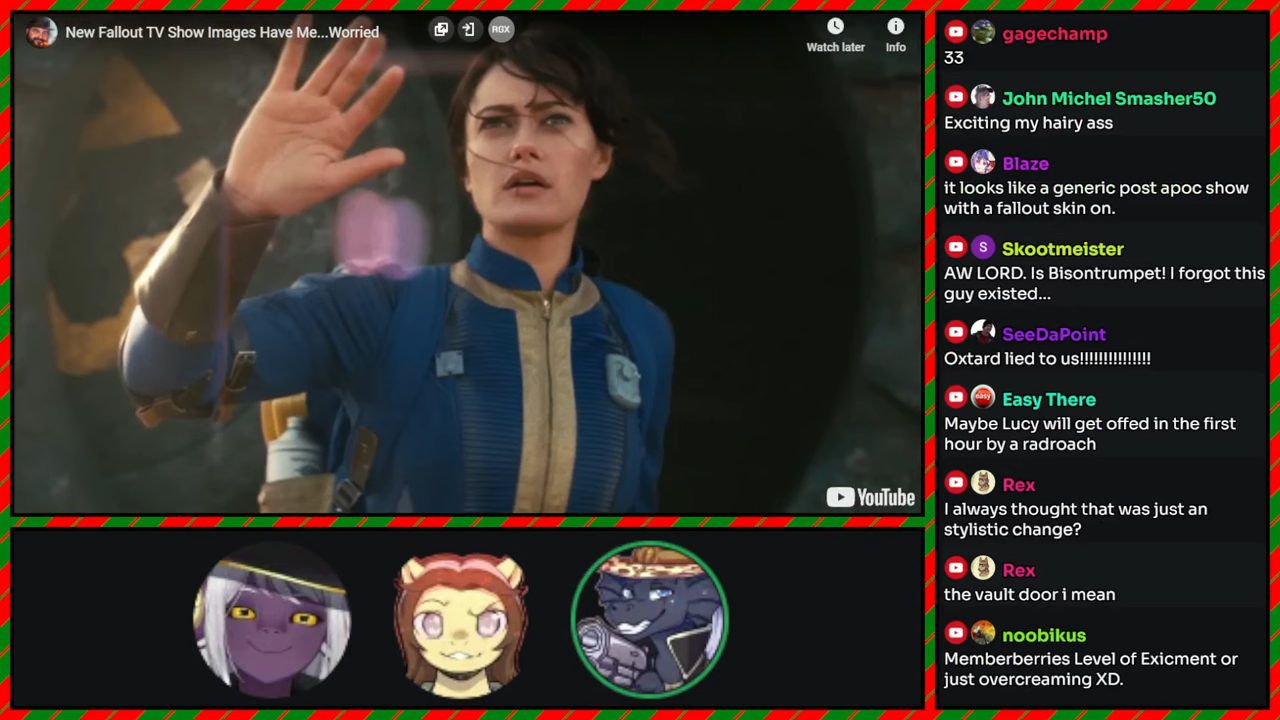 New Fallout TV Show Images Have Me...Worried
RGX
Watch later
Info
YouTube
gagechamp
33
John Michel Smasher50
Exciting my hairy ass
Blaze
it looks like a generic post apoc show
with a fallout skin on.
S
Skootmeister
AW LORD. Is Bisontrumpet! I forgot this
guy existed...
SeeDaPoint
Oxtard lied to us!!!!!!!!!!!!!!!
easy
Easy There
Maybe Lucy will get offed in the first
hour by a radroach
Rex
I always thought that was just an
stylistic change?
Rex
the vault door i mean
noobikus
Memberberries Level of Exicment or
just overcreaming XD.